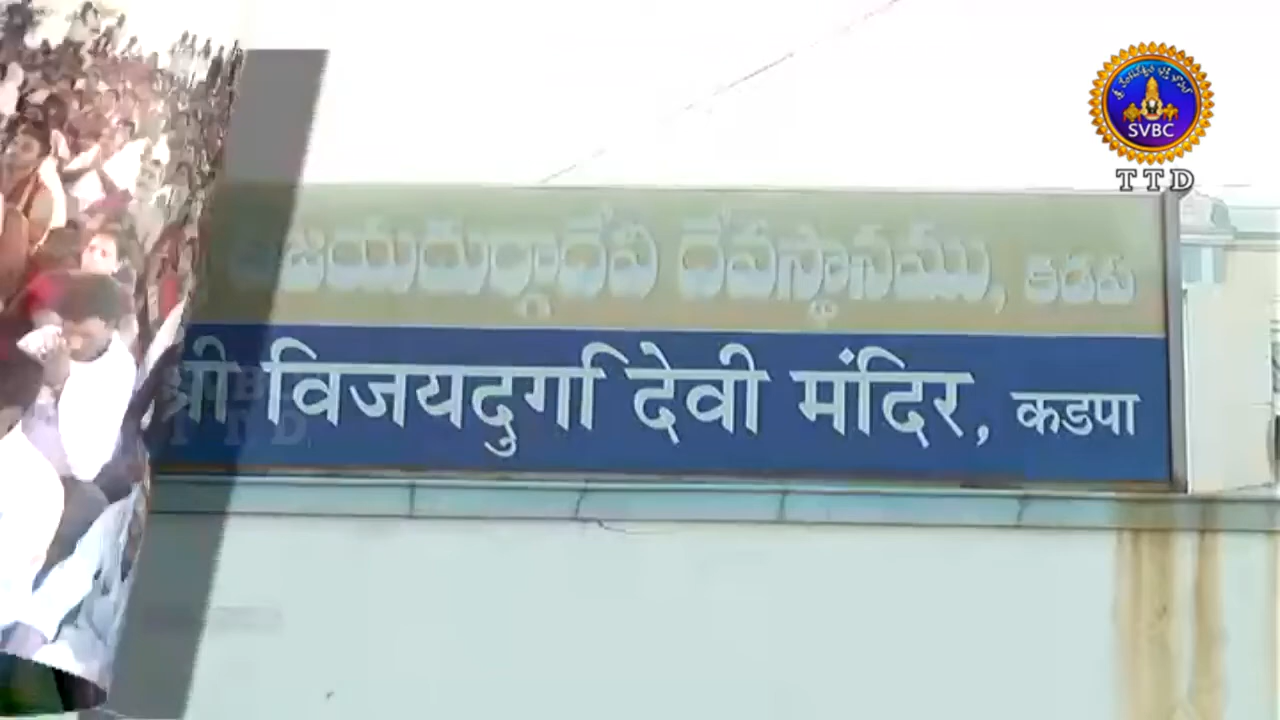 SVBC
TTD
విజయదుర్గాదేవి దేవస్థానము, కడప
श्री विजयदुर्गा देवी मंदिर, कडपा